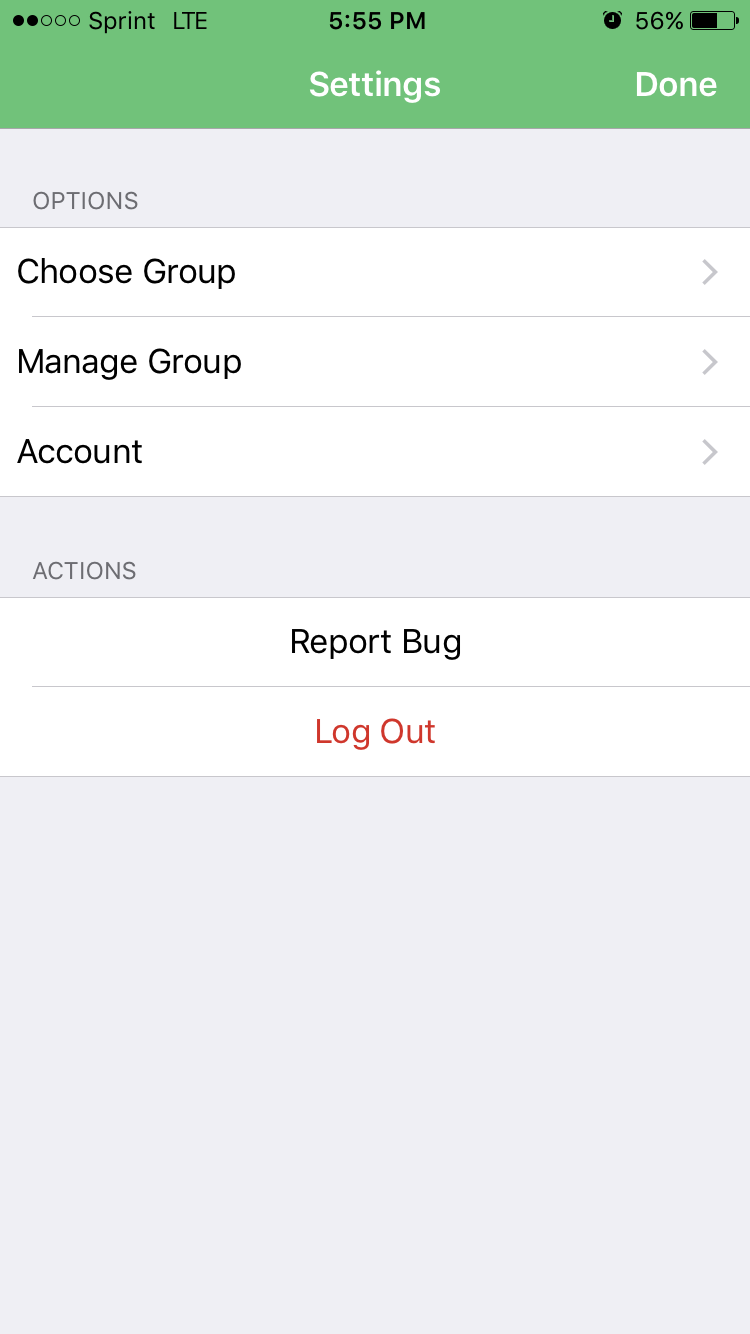 Sprint LTE 5:55 PM 56%
Settings Done
OPTIONS
Choose Group
Manage Group
Account
ACTIONS
Report Bug
Log Out